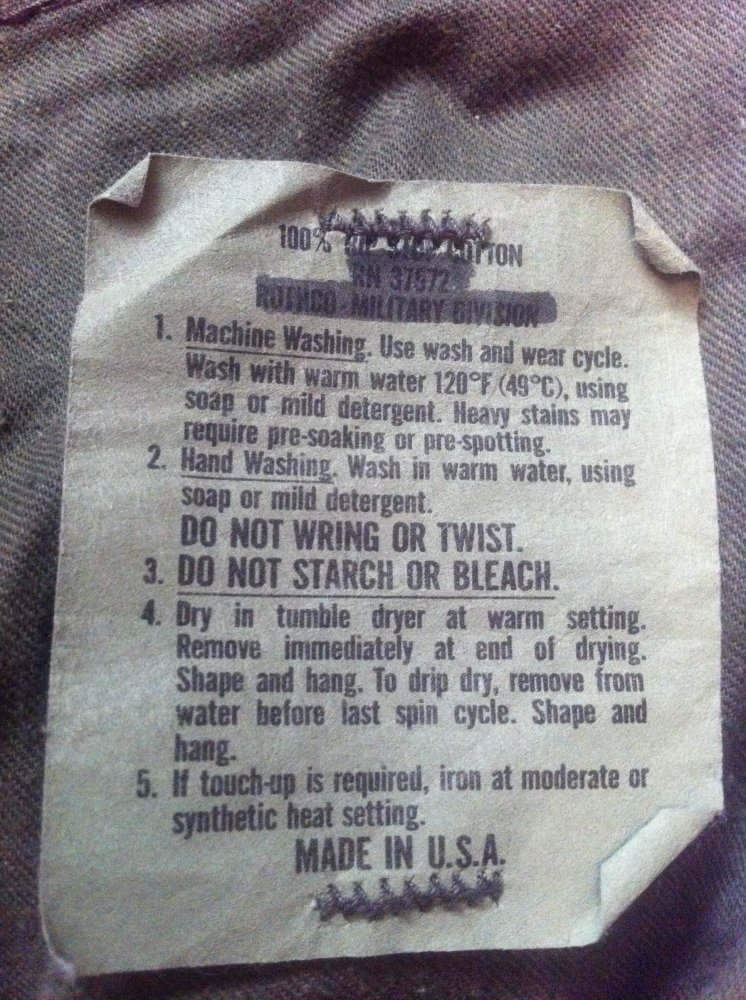 100% RIP STOP COTTON
RN 37572
ROTHCO-MILITARY DIVISION
1. Machine Washing. Use wash and wear cycle.
Wash with warm water 120°F (49°C), using
soap or mild detergent. Heavy stains may
require pre-soaking or pre-spotting.
2. Hand Washing. Wash in warm water, using
soap or mild detergent.
DO NOT WRING OR TWIST.
3. DO NOT STARCH OR BLEACH.
4. Dry in tumble dryer at warm setting.
Remove immediately at end of drying.
Shape and hang. To drip dry, remove from
water before last spin cycle. Shape and
hang.
5. If touch-up is required, iron at moderate or
synthetic heat setting.
MADE IN U.S.A.